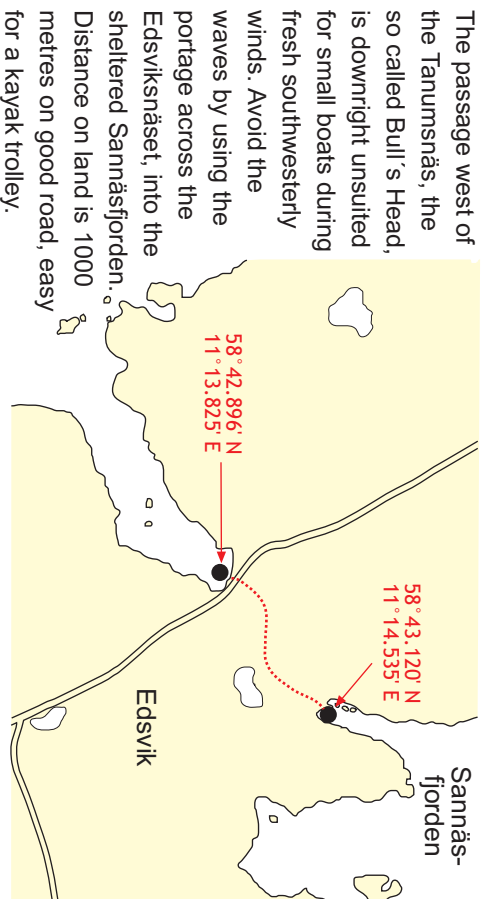 The passage west of
the Tanumsnäs, the
so called Bull´s Head,
is downright unsuited
for small boats during
fresh southwesterly
winds. Avoid the
waves by using the
portage across the
Edsviksnäset, into the
sheltered Sannäsfjorden.
Distance on land is 1000
metres on good road, easy
for a kayak trolley.
58°42.896' N
11°13.825' E
58°43.120' N
11°14.535' E
Edsvik
Sannäs-
fjorden